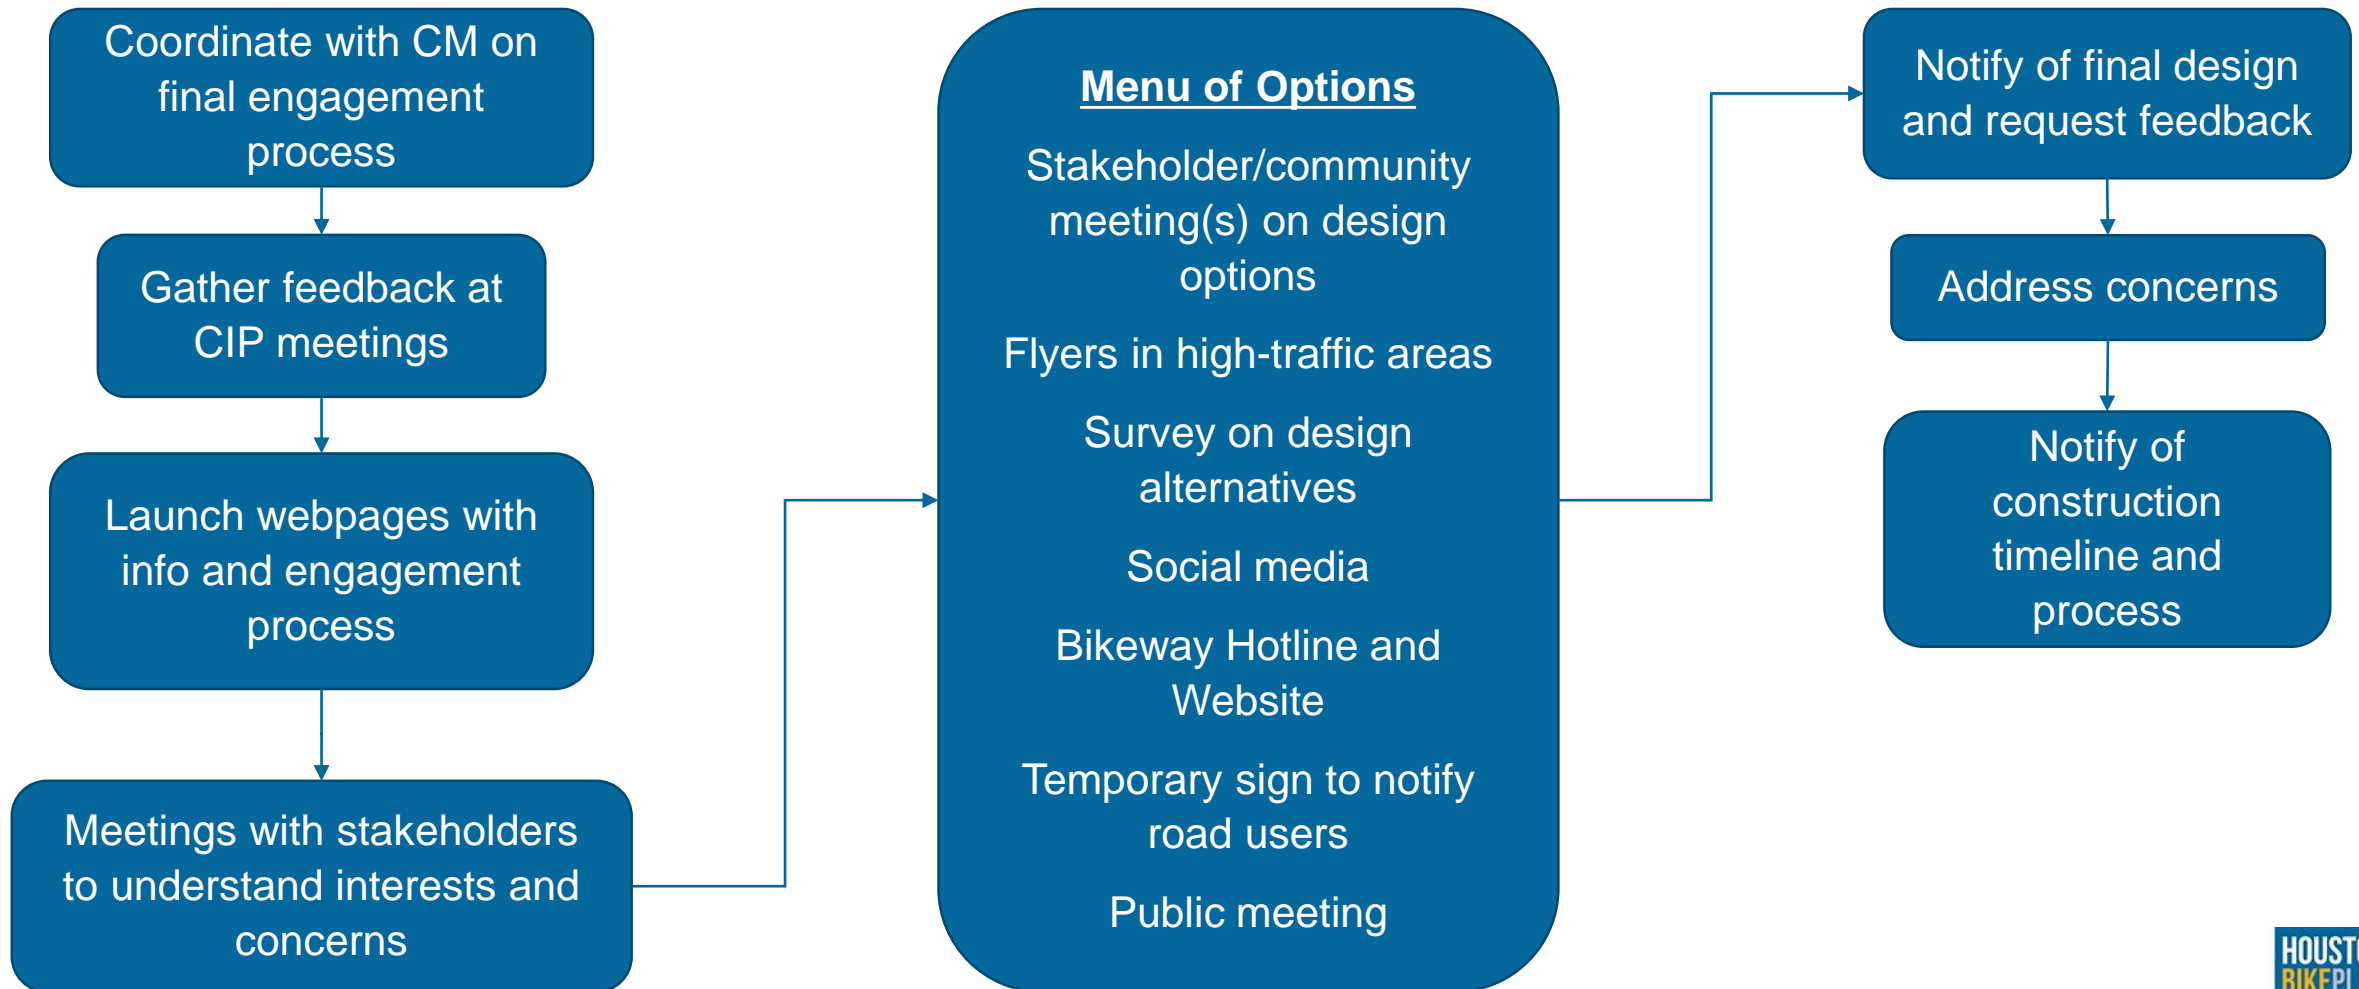 Coordinate with CM on
final engagement
process
Gather feedback at
CIP meetings
Launch webpages with
info and engagement
process
Meetings with stakeholders
to understand interests and
concerns
Menu of Options
Stakeholder/community
meeting(s) on design
options
Flyers in high-traffic areas
Survey on design
alternatives
Social media
Bikeway Hotline and
Website
Temporary sign to notify
road users
Public meeting
Notify of final design
and request feedback
Address concerns
Notify of
construction
timeline and
process